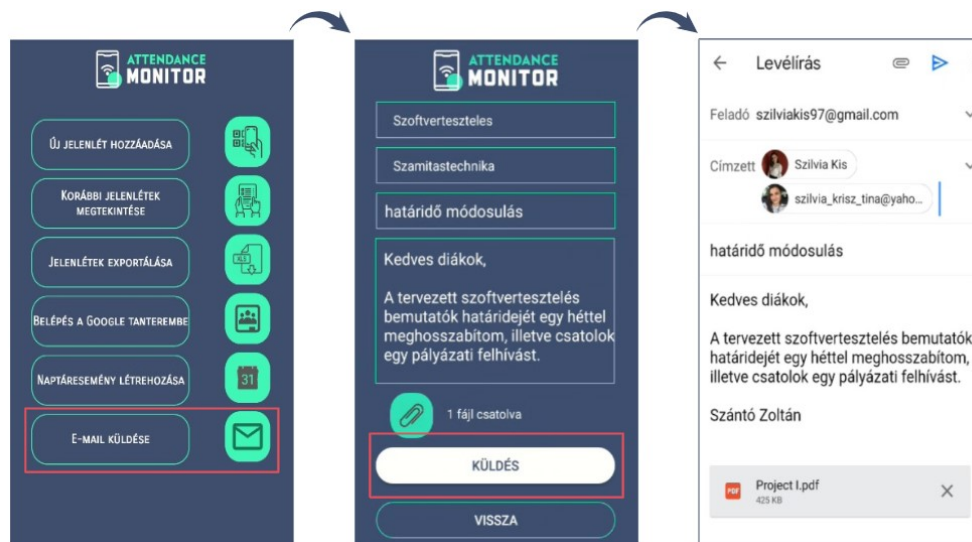 ATTENDANCE
MONITOR
ÚJ JELENLÉT HOZZÁADÁSA
KORÁBBI JELENLÉTEK
MEGTEKINTÉSE
JELENLÉTEK EXPORTÁLÁSA
XLS
BELÉPÉS A GOOGLE TANTEREMBE
NAPTÁRESEMÉNY LÉTREHOZÁSA
31
E-MAIL KÜLDÉSE
ATTENDANCE
MONITOR
Szoftverteszteles
Szamitastechnika
határidő módosulás
Kedves diákok,
A tervezett szoftvertesztelés
bemutatók határidejét egy héttel
meghosszabítom, illetve csatolok
egy pályázati felhívást.
1 fájl csatolva
KÜLDÉS
VISSZA
Levélírás
Feladó szilviakis97@gmail.com
Címzett Szilvia Kis
szilvia_krisz_tina@yaho...
határidő módosulás
Kedves diákok,
A tervezett szoftvertesztelés bemutatók
határidejét egy héttel meghosszabítom,
illetve csatolok egy pályázati felhívást.
Szántó Zoltán
PDF
Project I.pdf
425 KB